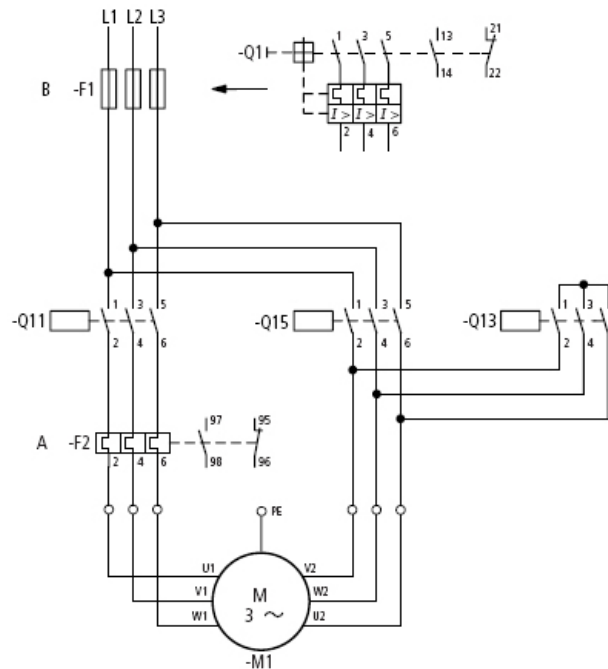 L1 L2 L3
-Q1 1 3 5 13 21
14 22
B -F1
I > I > I >
2 4 6
-Q11 1 3 5
2 4 6
-Q15 1 3 5
2 4 6
-Q13 1 3
2 4
A -F2 97 95
2 4 6 98 96
PE
U1 V2
V1 M W2
3 ~
W1 U2
-M1